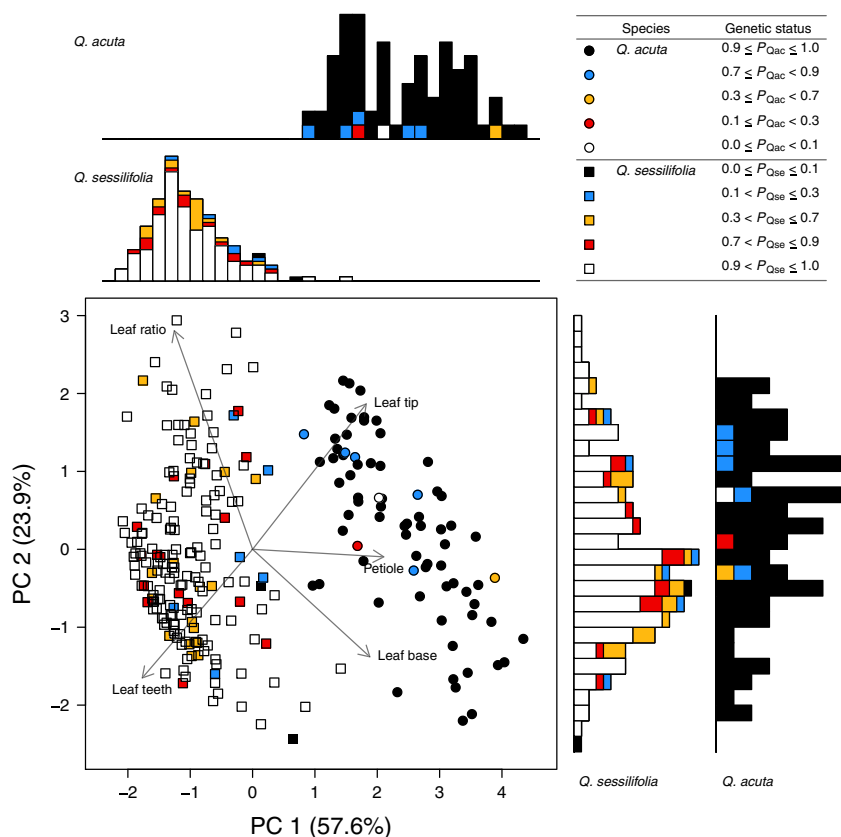 Q. acuta
Q. sessilifolia
Species Genetic status
Q. acuta 0.9 ≤ PQac ≤ 1.0
0.7 ≤ PQac < 0.9
0.3 ≤ PQac < 0.7
0.1 ≤ PQac < 0.3
0.0 ≤ PQac < 0.1
Q. sessilifolia 0.0 ≤ PQse ≤ 0.1
0.1 < PQse ≤ 0.3
0.3 < PQse ≤ 0.7
0.7 < PQse ≤ 0.9
0.9 < PQse ≤ 1.0
3
2
1
0
−1
−2
PC 2 (23.9%)
Leaf ratio
Leaf tip
Petiole
Leaf base
Leaf teeth
−2 −1 0 1 2 3 4
PC 1 (57.6%)
Q. sessilifolia Q. acuta